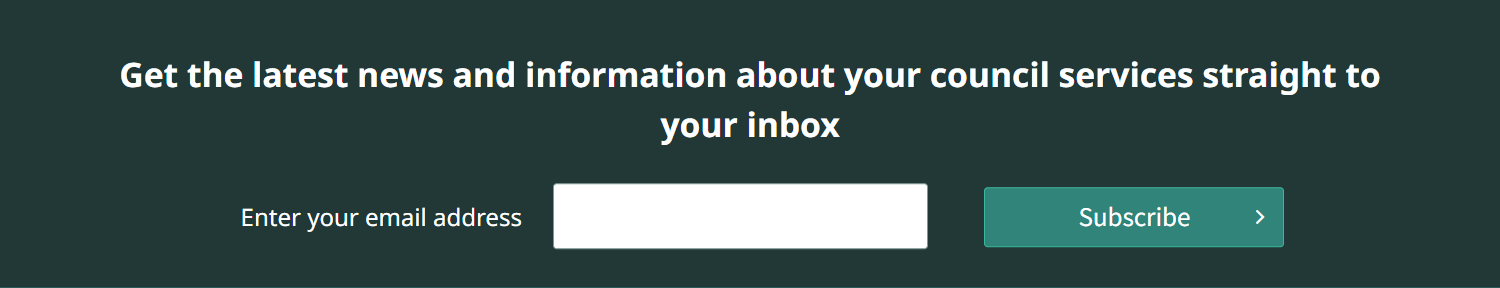 Get the latest news and information about your council services straight to
your inbox
Enter your email address
Subscribe